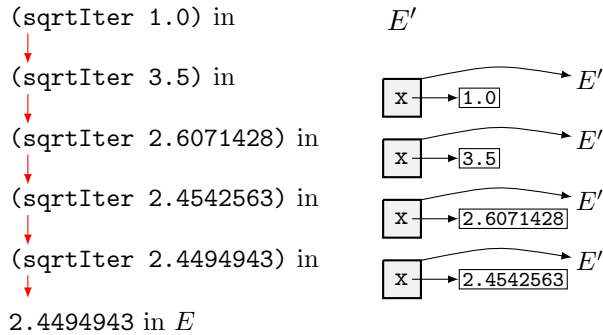 (sqrtIter 1.0) in E′
(sqrtIter 3.5) in x 1.0 E′
(sqrtIter 2.6071428) in x 3.5 E′
(sqrtIter 2.4542563) in x 2.6071428 E′
(sqrtIter 2.4494943) in x 2.4542563 E′
2.4494943 in E